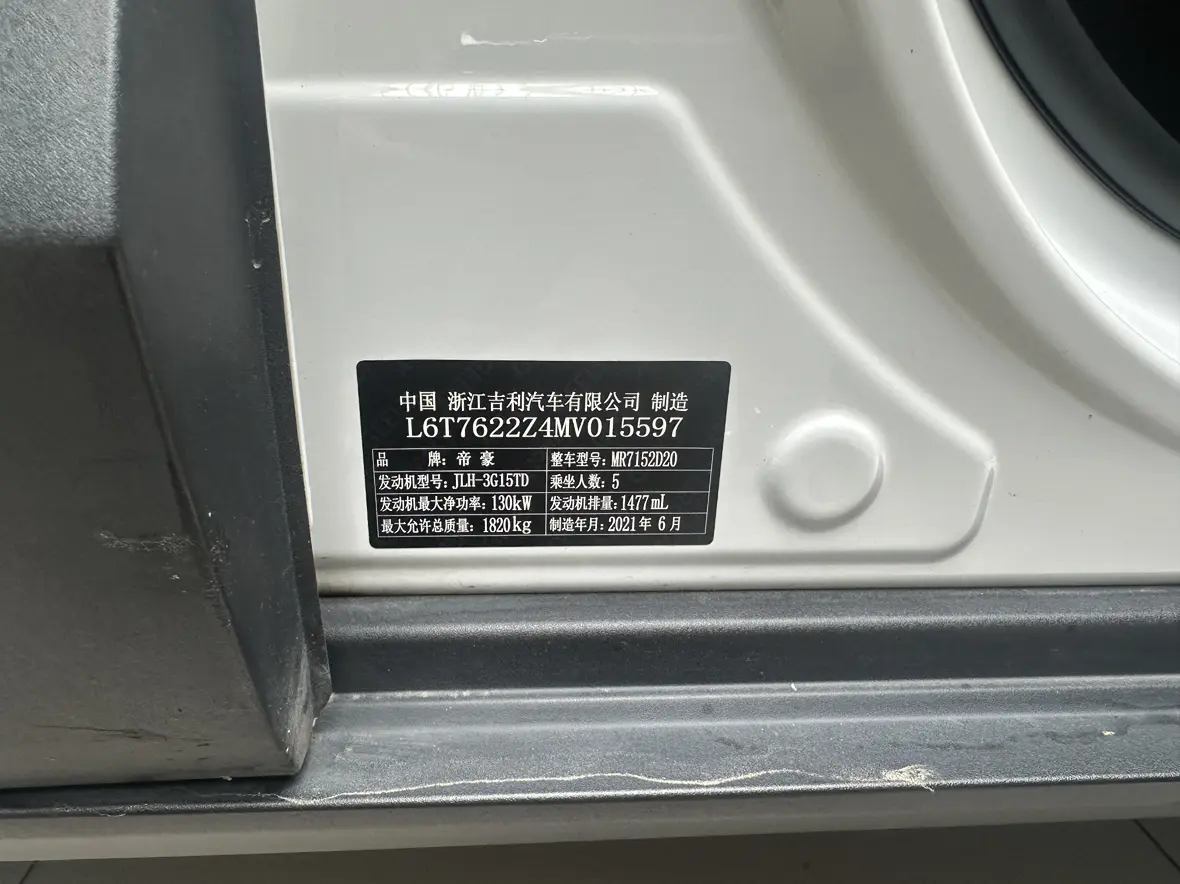 中国 浙江吉利汽车有限公司 制造
L6T7622Z4MV015597
品 牌: 帝 豪 整车型号: MR7152D20
发动机型号: JLH-3G15TD 乘坐人数: 5
发动机最大净功率: 130kW 发动机排量: 1477mL
最大允许总质量: 1820kg 制造年月: 2021年 6月